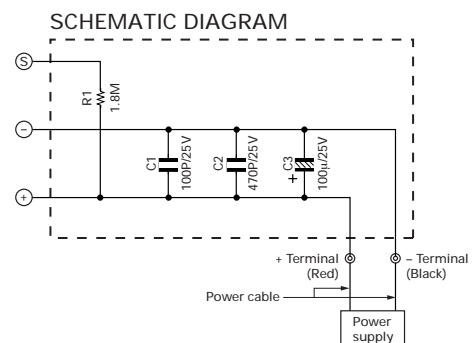 SCHEMATIC DIAGRAM
S
R1
1.8M
−
C1
100P/25V
C2
470P/25V
C3
100µ/25V
+
+
+ Terminal
(Red)
− Terminal
(Black)
Power cable
Power
supply